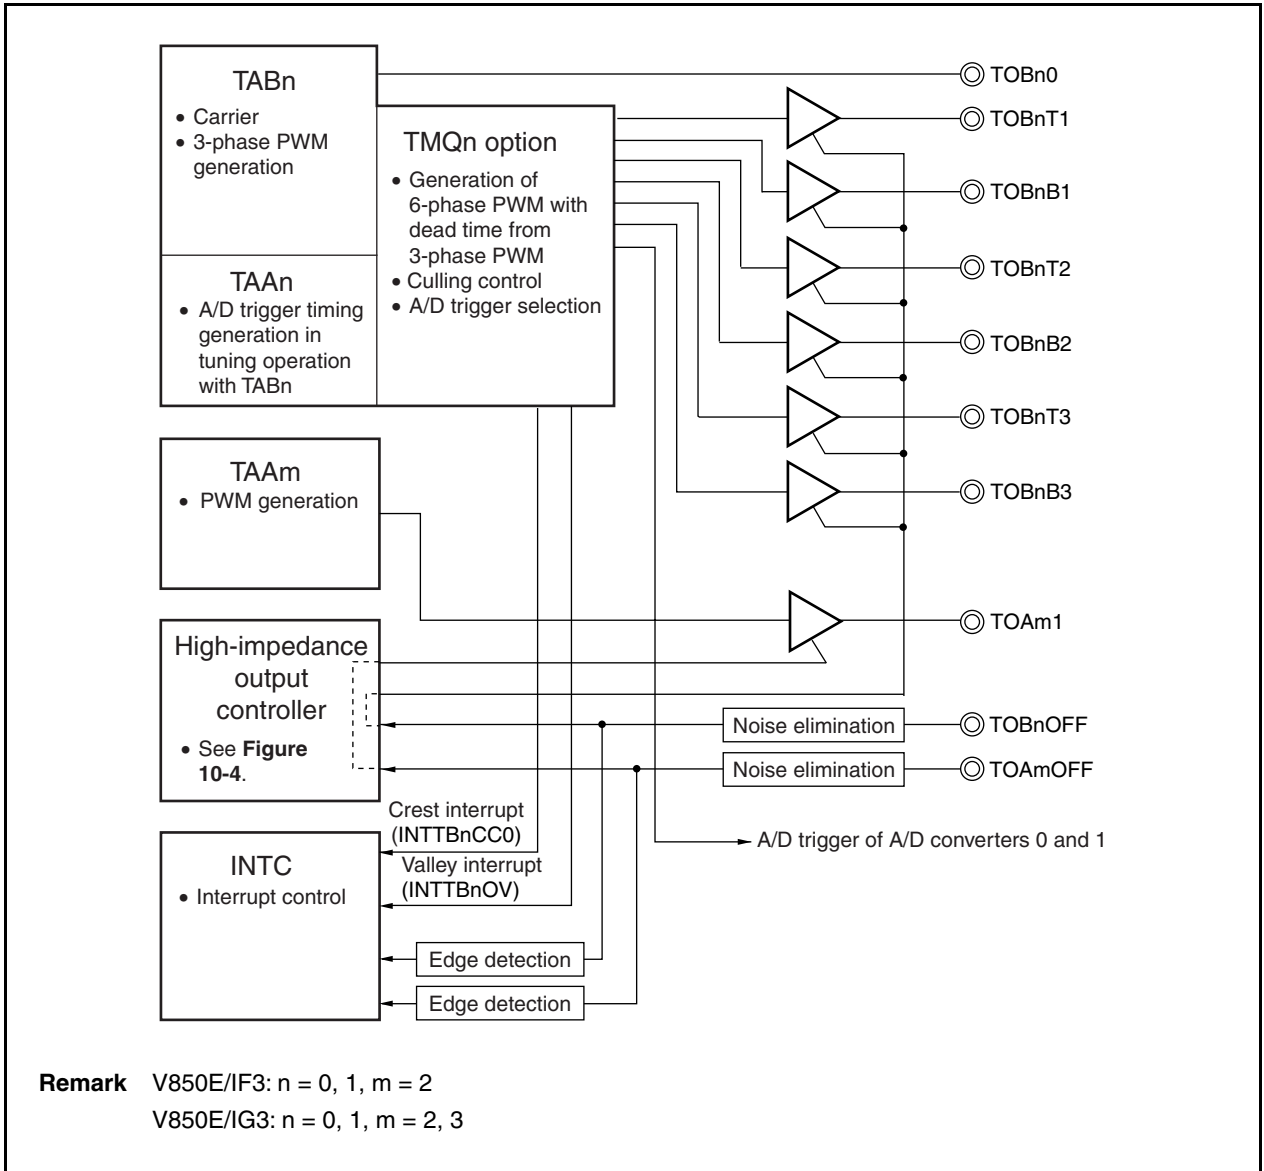 TABn
• Carrier
• 3-phase PWM
generation
TMQn option
• Generation of
6-phase PWM with
dead time from
3-phase PWM
• Culling control
• A/D trigger selection
TAAn
• A/D trigger timing
generation in
tuning operation
with TABn
TOBn0
TOBnT1
TOBnB1
TOBnT2
TOBnB2
TOBnT3
TOBnB3
TAAm
• PWM generation
TOAm1
High-impedance
output
controller
• See Figure
10-4.
Noise elimination
TOBnOFF
Noise elimination
TOAmOFF
Crest interrupt
(INTTBnCC0)
A/D trigger of A/D converters 0 and 1
Valley interrupt
(INTTBnOV)
INTC
• Interrupt control
Edge detection
Edge detection
Remark V850E/IF3: n = 0, 1, m = 2
V850E/IG3: n = 0, 1, m = 2, 3